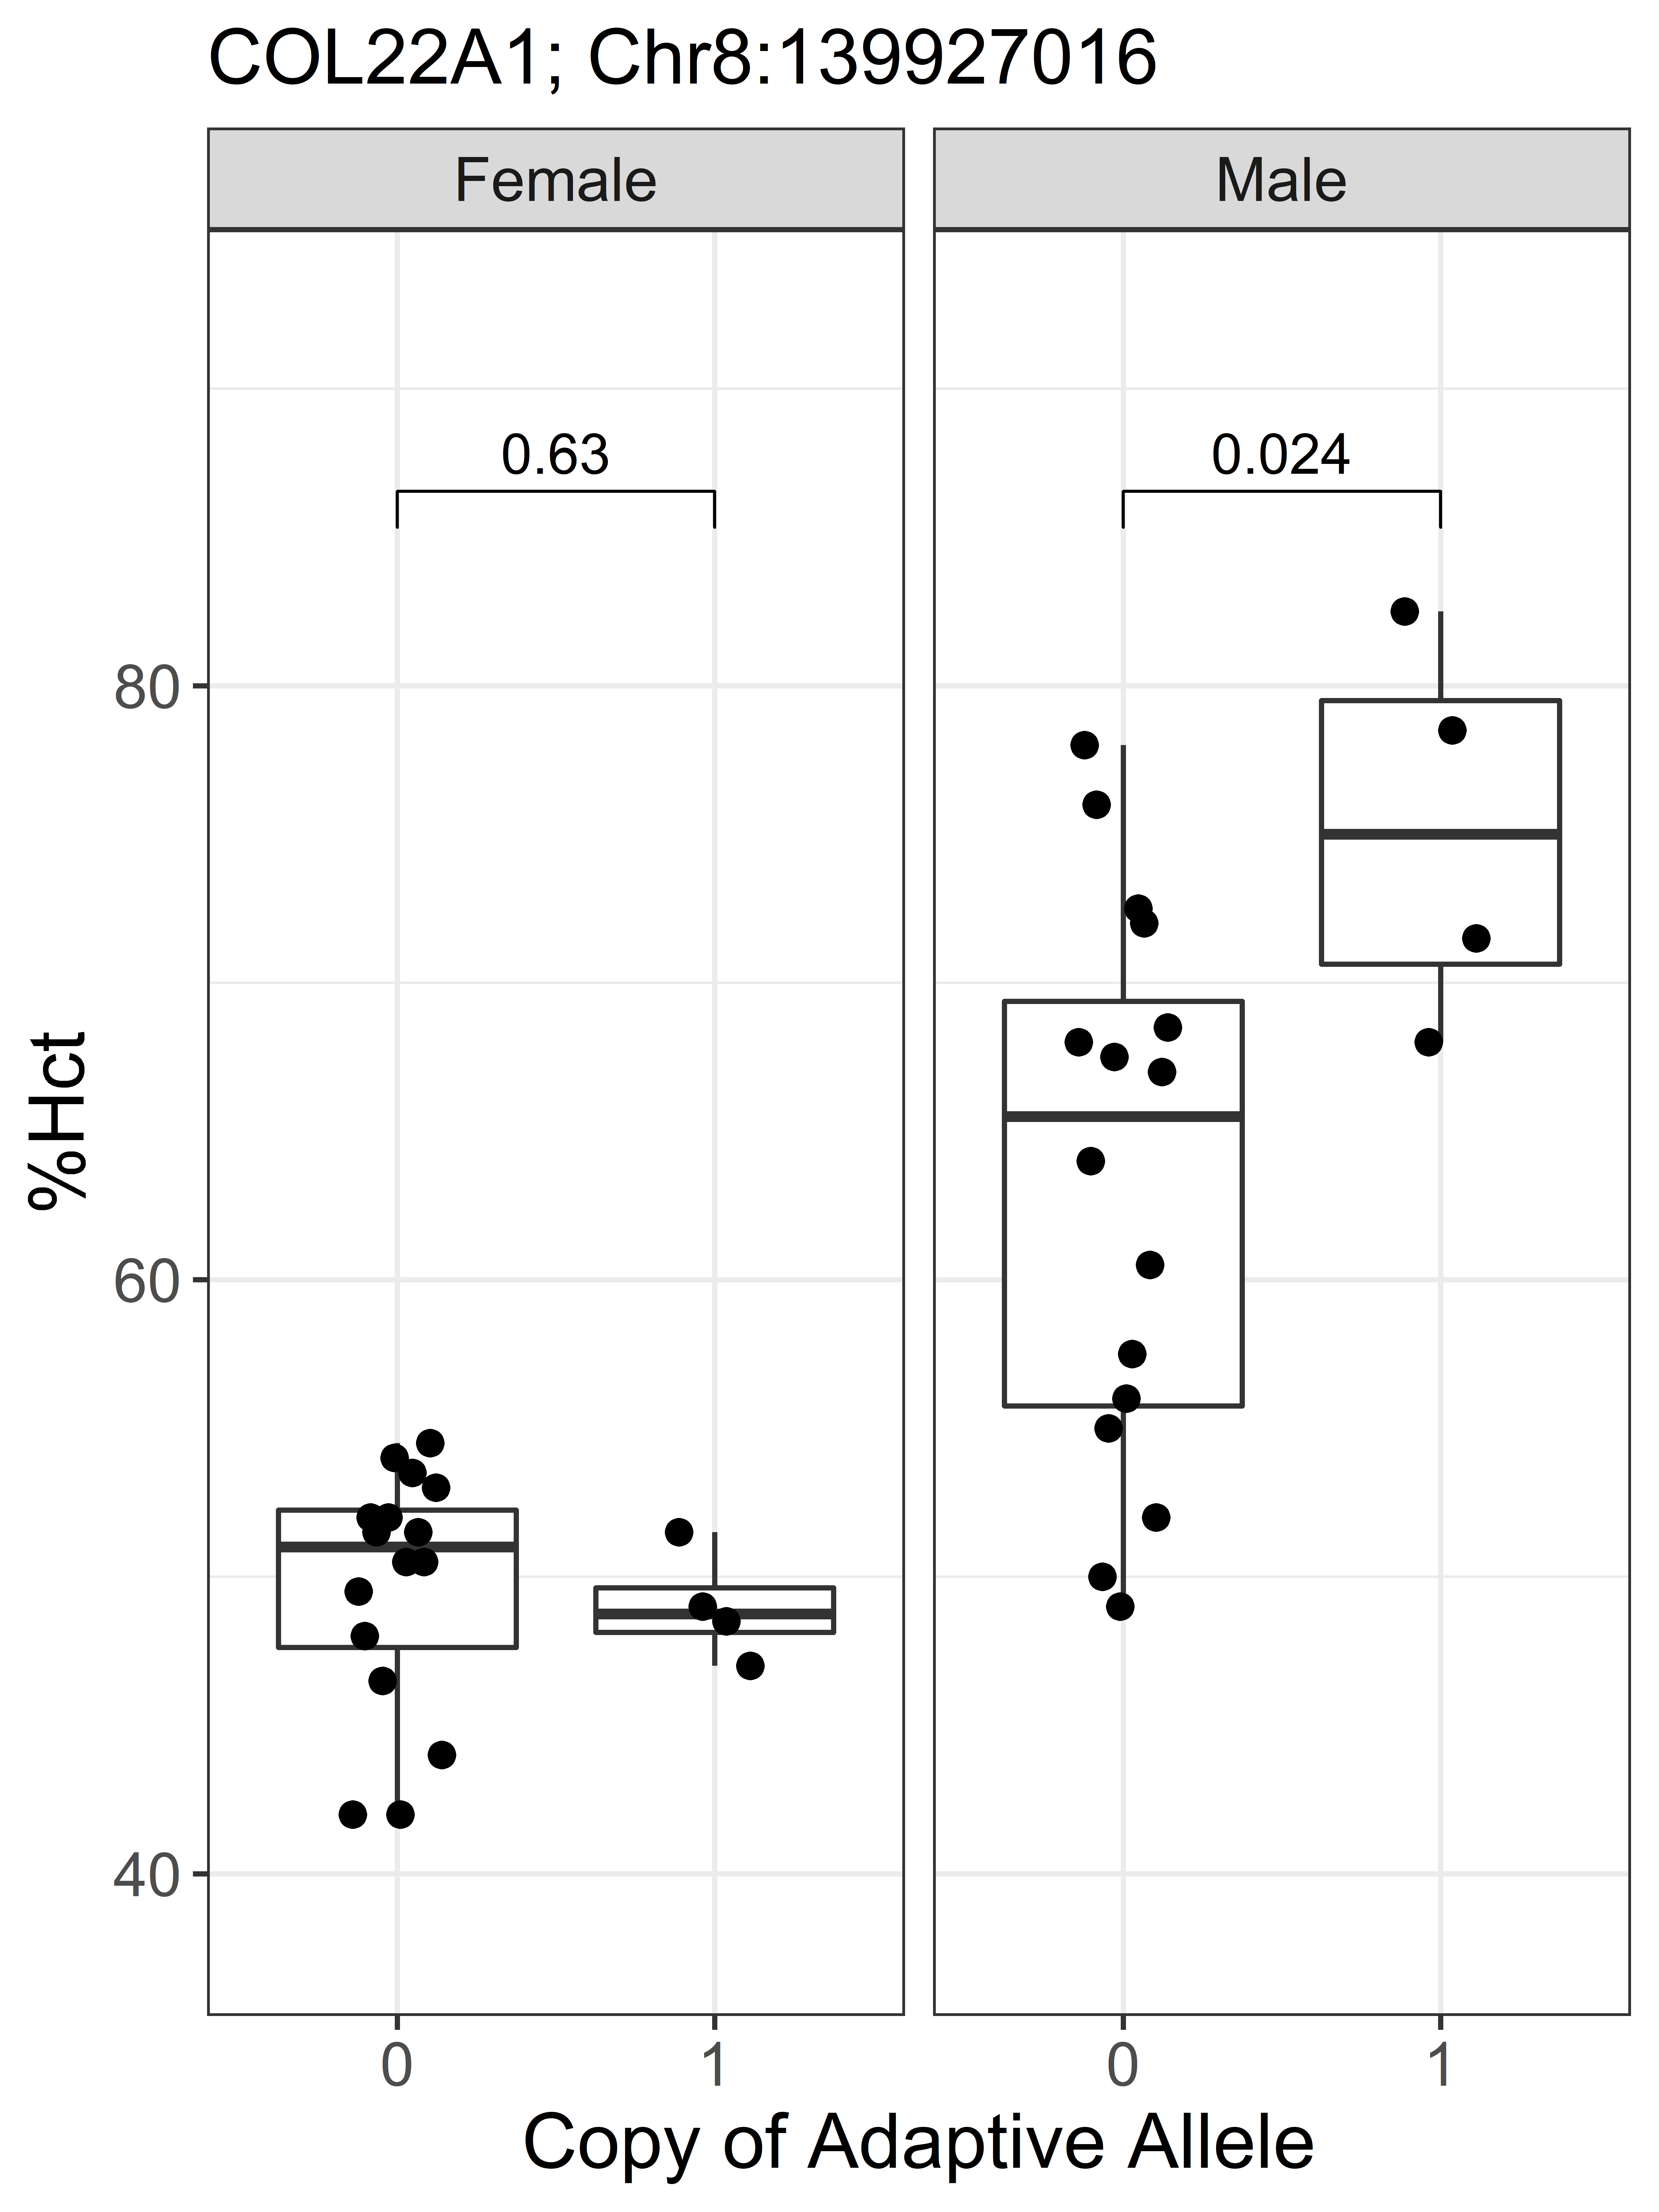 COL22A1; Chr8:139927016
Female
Male
0.63
0.024
80
60
40
%Hct
0
1
0
1
Copy of Adaptive Allele